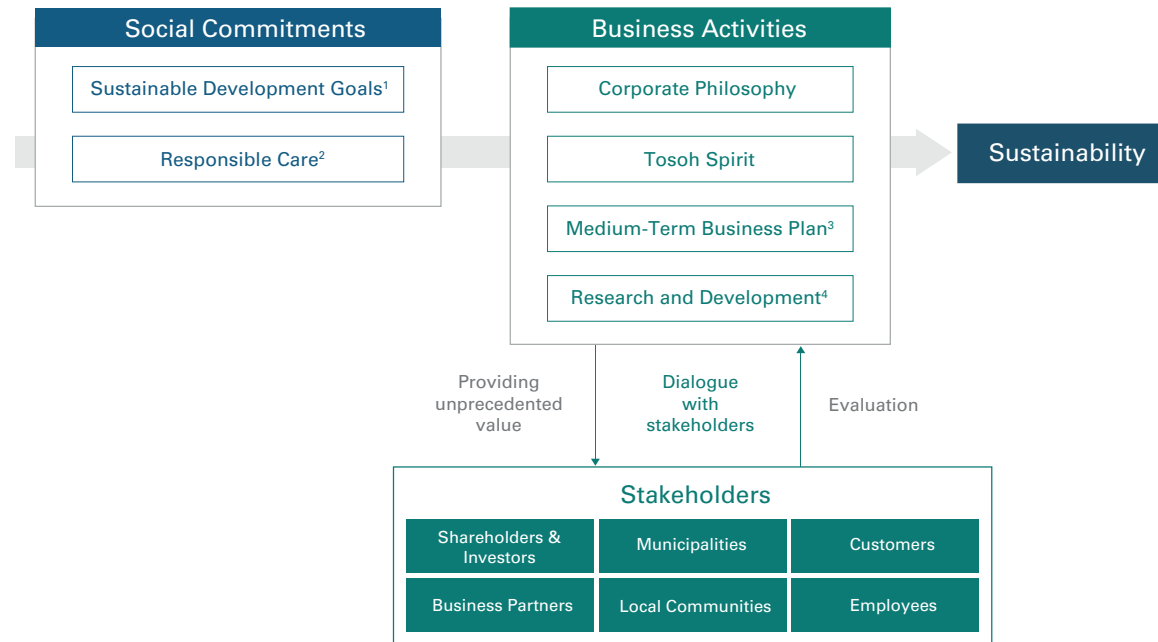 Social Commitments
Sustainable Development Goals¹
Responsible Care²
Business Activities
Corporate Philosophy
Tosoh Spirit
Medium-Term Business Plan³
Research and Development⁴
Sustainability
Providing
unprecedented
value
Dialogue
with
stakeholders
Evaluation
Stakeholders
Shareholders &
Investors
Municipalities
Customers
Business Partners
Local Communities
Employees